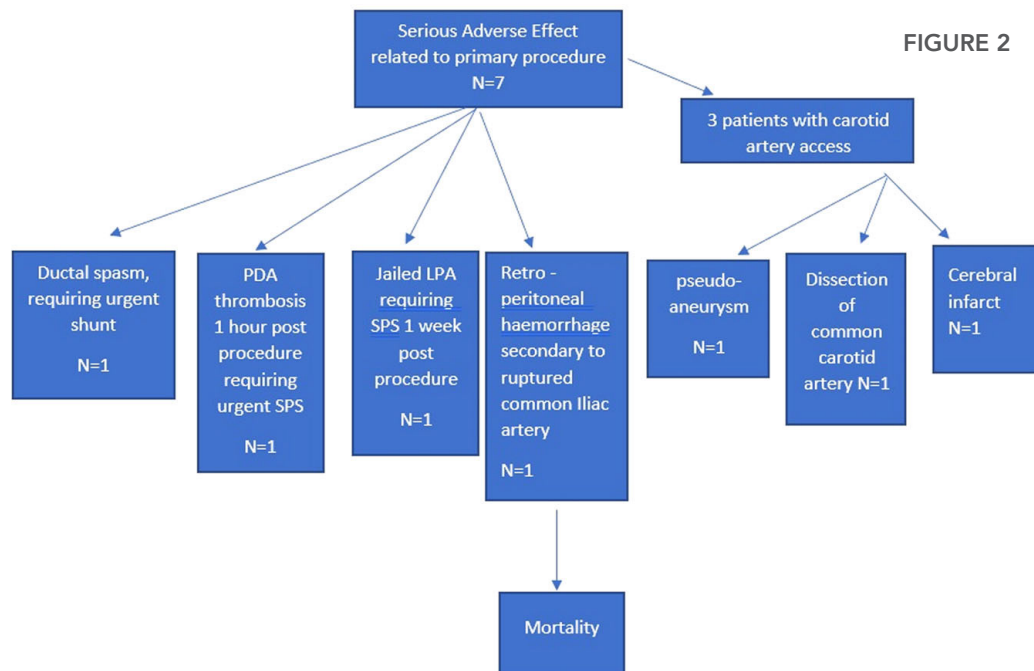 FIGURE 2
Serious Adverse Effect
related to primary procedure
N=7
3 patients with carotid
artery access
Ductal spasm,
requiring urgent
shunt
N=1
PDA
thrombosis
1 hour post
procedure
requiring
urgent SPS
N=1
Jailed LPA
requiring
SPS 1 week
post
procedure
N=1
Retro -
peritoneal
haemorrhage
secondary to
ruptured
common Iliac
artery
N=1
pseudo-
aneurysm
N=1
Dissection
of
common
carotid
artery N=1
Cerebral
infarct
N=1
Mortality